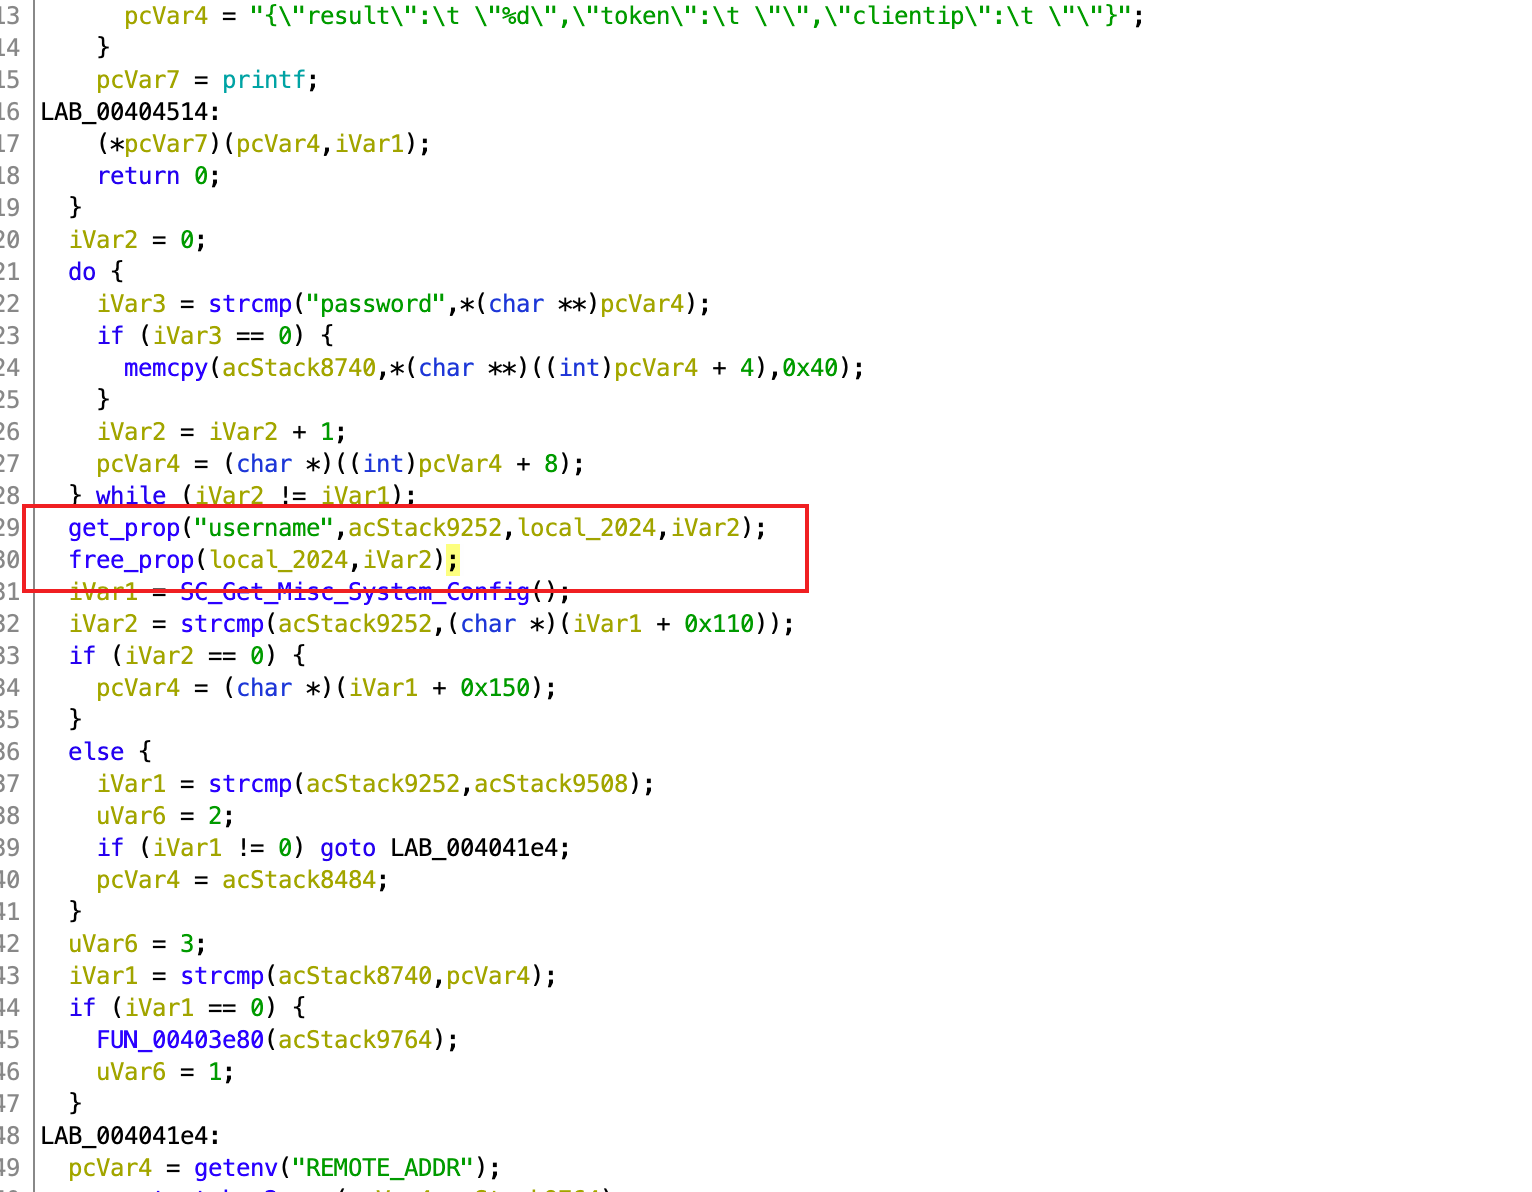 13 pcVar4 = "{\"result\":\t \"%d\",\"token\":\t \"\",\"clientip\":\t \"\"}";
14 }
15 pcVar7 = printf;
16 LAB_00404514:
17 (*pcVar7)(pcVar4,iVar1);
18 return 0;
19 }
20 iVar2 = 0;
21 do {
22 iVar3 = strcmp("password",*(char **)pcVar4);
23 if (iVar3 == 0) {
24 memcpy(acStack8740,*(char **)((int)pcVar4 + 4),0x40);
25 }
26 iVar2 = iVar2 + 1;
27 pcVar4 = (char *)((int)pcVar4 + 8);
28 } while (iVar2 != iVar1);
29 get_prop("username",acStack9252,local_2024,iVar2);
30 free_prop(local_2024,iVar2);
31 iVar1 = SC_Get_Misc_System_Config();
32 iVar2 = strcmp(acStack9252,(char *)(iVar1 + 0x110));
33 if (iVar2 == 0) {
34 pcVar4 = (char *)(iVar1 + 0x150);
35 }
36 else {
37 iVar1 = strcmp(acStack9252,acStack9508);
38 uVar6 = 2;
39 if (iVar1 != 0) goto LAB_004041e4;
40 pcVar4 = acStack8484;
41 }
42 uVar6 = 3;
43 iVar1 = strcmp(acStack8740,pcVar4);
44 if (iVar1 == 0) {
45 FUN_00403e80(acStack9764);
46 uVar6 = 1;
47 }
48 LAB_004041e4:
49 pcVar4 = getenv("REMOTE_ADDR");